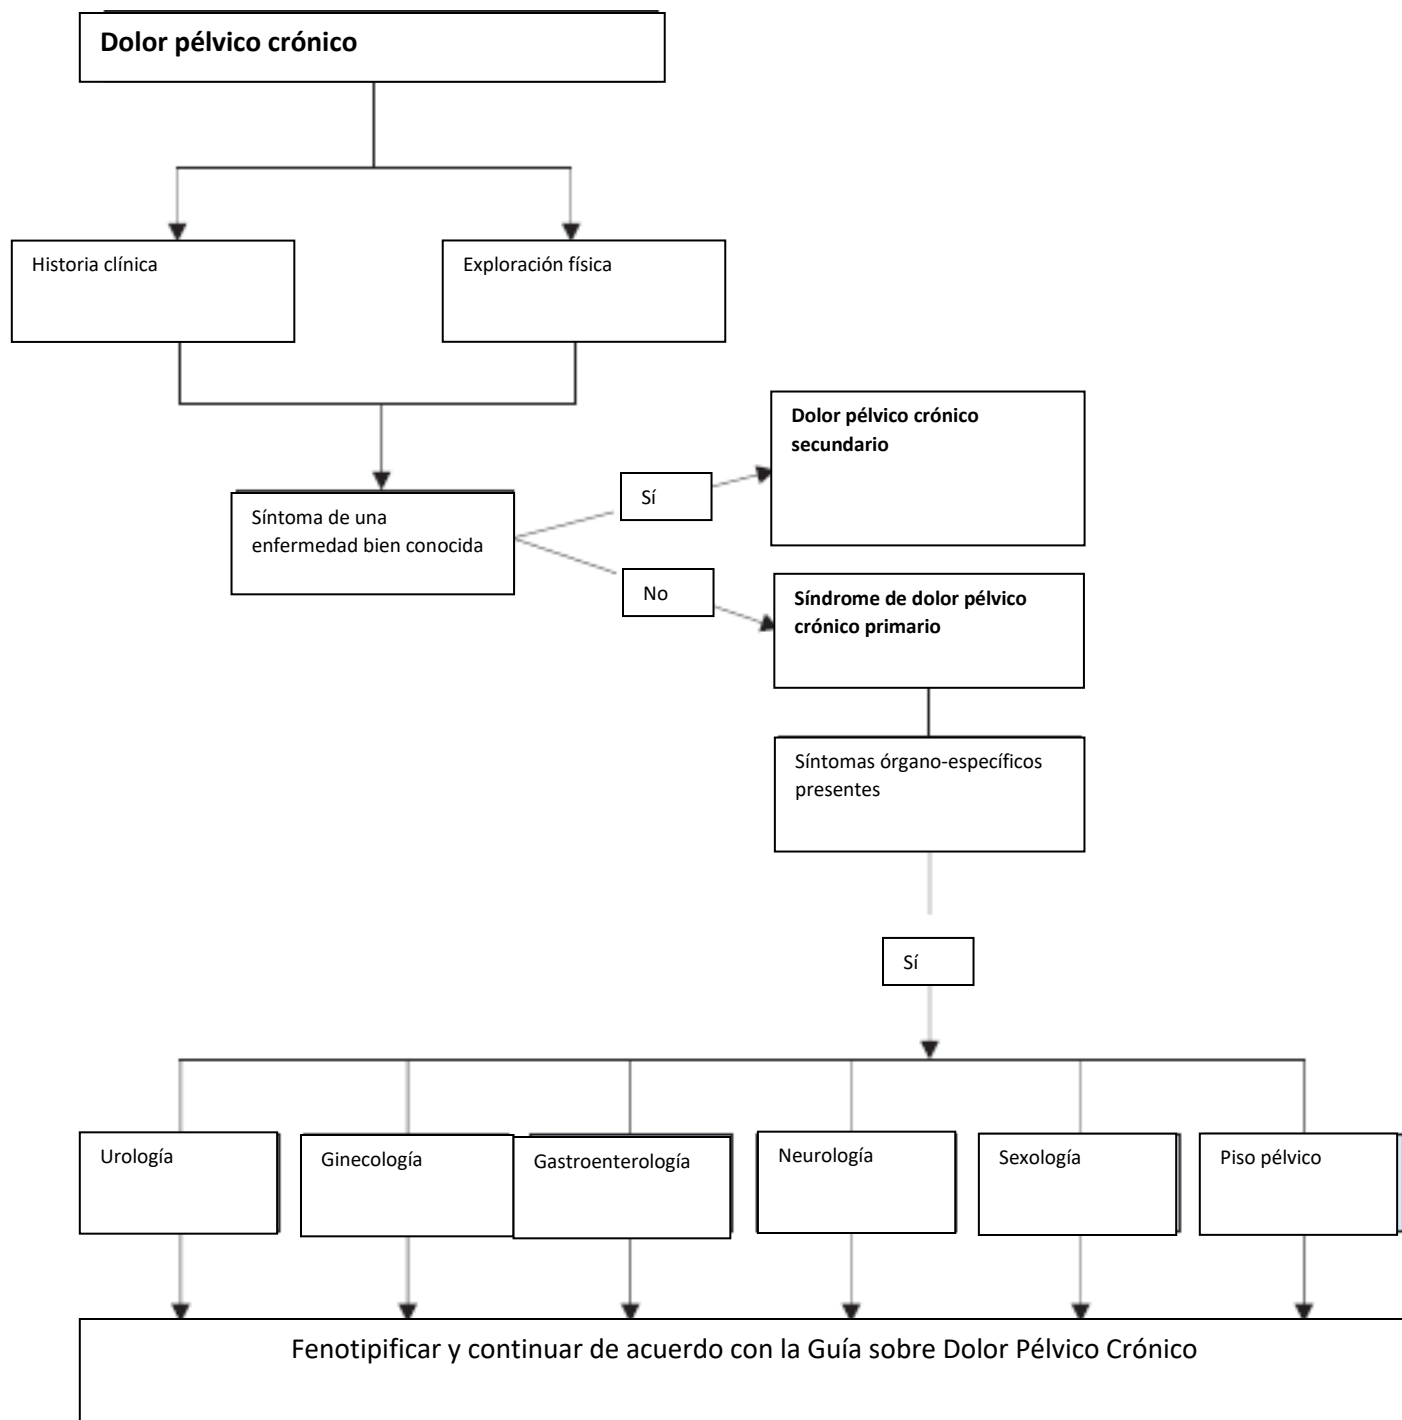 Dolor pélvico crónico
Historia clínica
Exploración física
Dolor pélvico crónico
secundario
Sí
Síntoma de una
enfermedad bien conocida
No
Síndrome de dolor pélvico
crónico primario
Síntomas órgano-específicos
presentes
Sí
Urología
Ginecología
Gastroenterología
Neurología
Sexología
Piso pélvico
Fenotipificar y continuar de acuerdo con la Guía sobre Dolor Pélvico Crónico